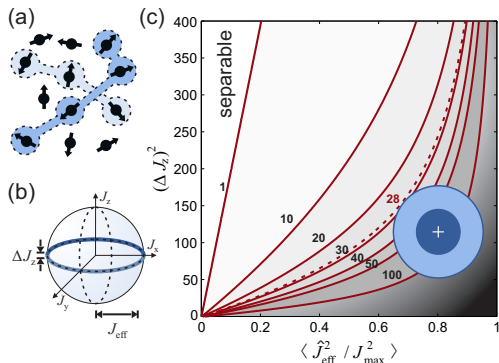 (a)
(b)
J_z
J_x
J_y
ΔJ_z
J_eff
(c)
400
350
300
250
200
150
100
50
0
(ΔJ_z)^2
separable
1
10
20
28
30
40
50
100
0
0.2
0.4
0.6
0.8
1
⟨ Ĵ_eff^2 / J_max^2 ⟩